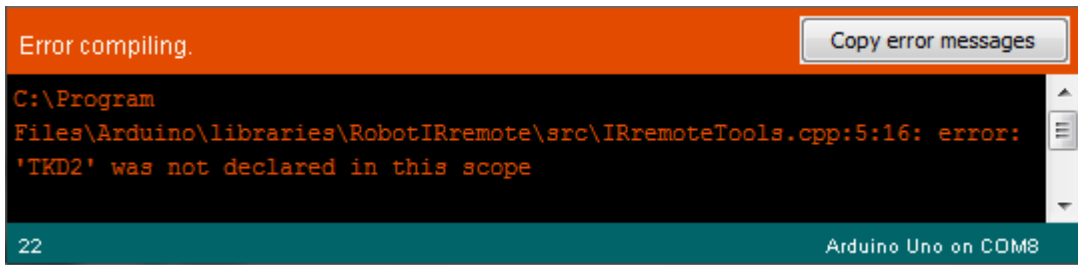 Error compiling.
Copy error messages
C:\Program
Files\Arduino\libraries\RobotIRremote\src\IRremoteTools.cpp:5:16: error:
'TKD2' was not declared in this scope
22
Arduino Uno on COM8